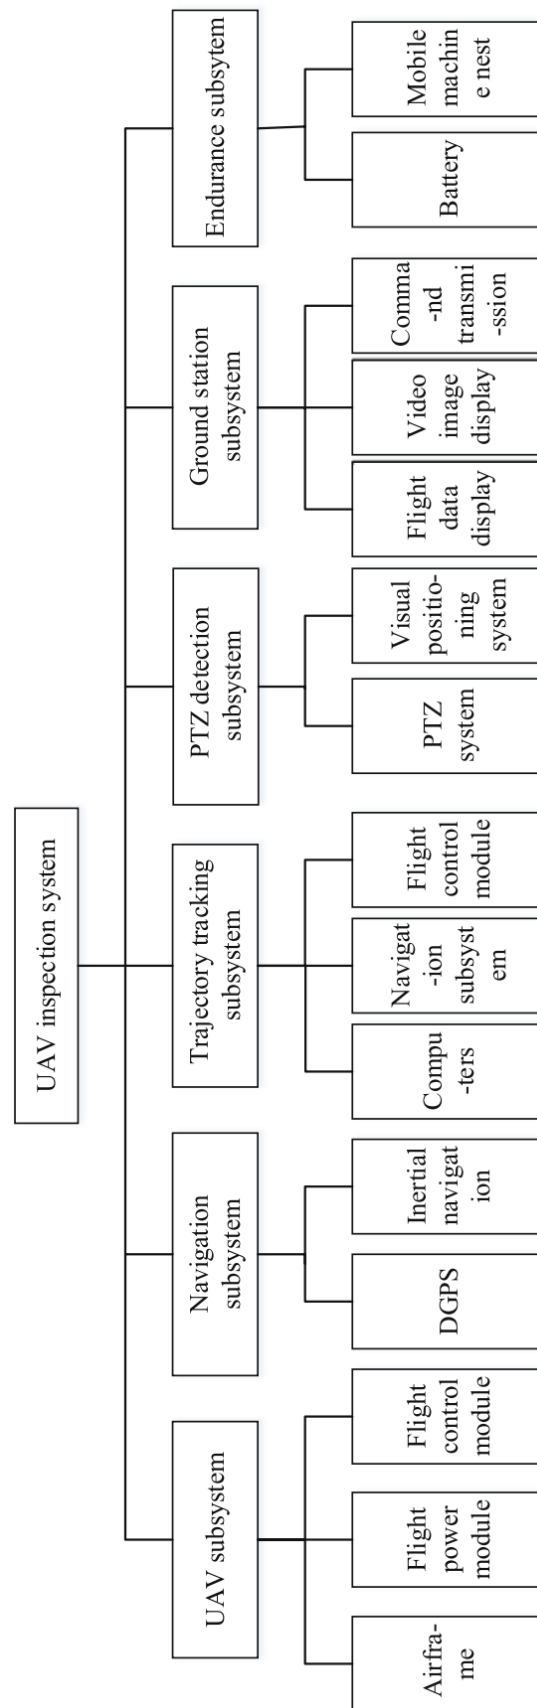 UAV inspection system
UAV subsystem
Navigation
subsystem
Trajectory tracking
subsystem
PTZ detection
subsystem
Ground station
subsystem
Endurance subsytem
Airfra-
me
Flight
power
module
Flight
control
module
DGPS
Inertial
navigat
ion
Compu
-ters
Navigat
-ion
subsyst
em
Flight
control
module
PTZ
system
Visual
positio-
ning
system
Flight
data
display
Video
image
display
Comma
-nd
transmi
-ssion
Battery
Mobile
machin
e nest